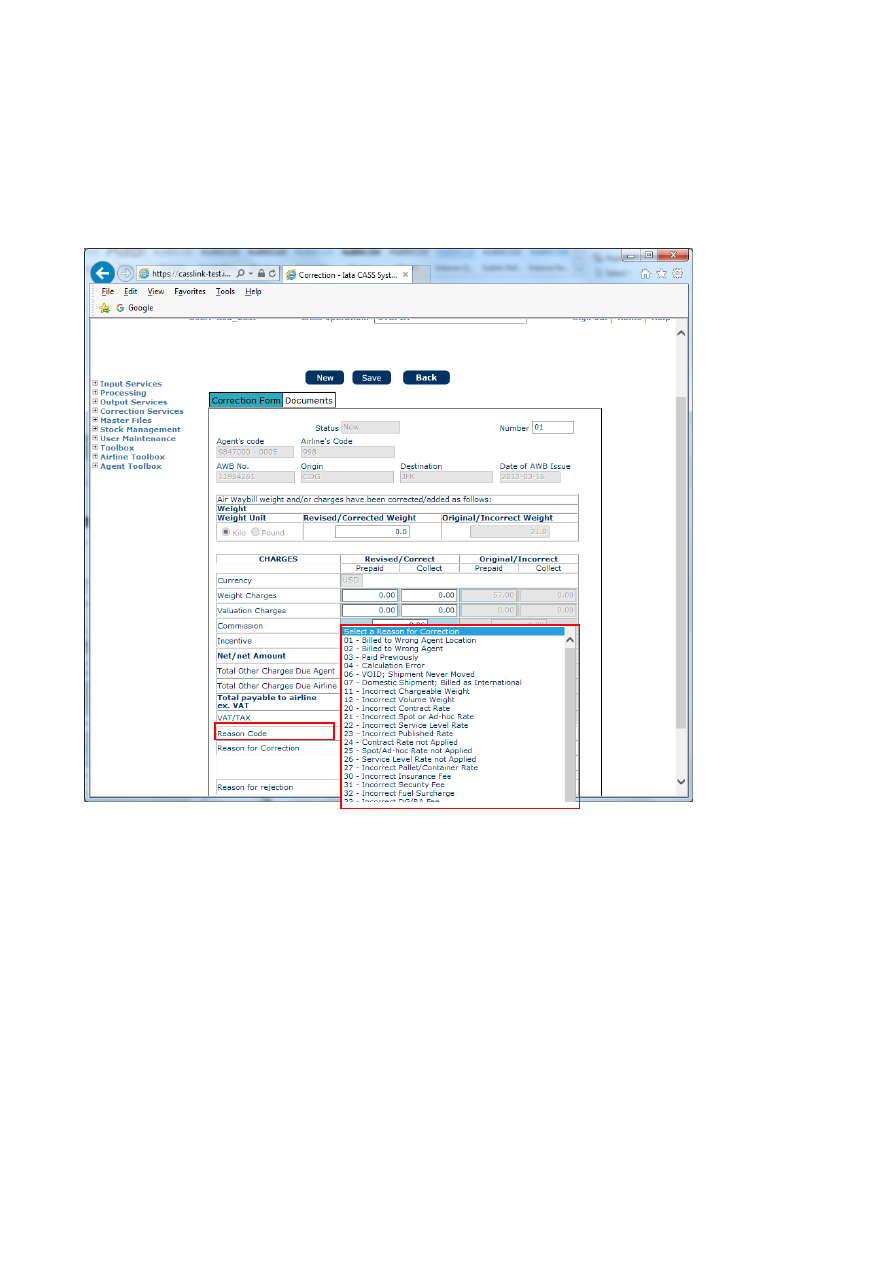 https://casslink-test.i... Correction - Iata CASS Syst...
File Edit View Favorites Tools Help
Google
New Save Back
Input Services
Processing
Output Services
Correction Services
Master Files
Stock Management
User Maintenance
Toolbox
Airline Toolbox
Agent Toolbox
Correction Form Documents
Status New Number 01
Agent's code Airline's Code
9847000 - 0005 998
AWB No. Origin Destination Date of AWB Issue
11954261 CDG JFK 2013-03-16
Air Waybill weight and/or charges have been corrected/added as follows:
Weight
Weight Unit Revised/Corrected Weight Original/Incorrect Weight
Kilo Pound 0.0 21.0
CHARGES Revised/Correct Original/Incorrect
Prepaid Collect Prepaid Collect
Currency USD
Weight Charges 0.00 0.00 57.00 0.00
Valuation Charges 0.00 0.00 0.00 0.00
Commission
Incentive
Net/net Amount
Total Other Charges Due Agent
Total Other Charges Due Airline
Total payable to airline
ex. VAT
VAT/TAX
Reason Code
Reason for Correction
Reason for rejection
Select a Reason for Correction
01 - Billed to Wrong Agent Location
02 - Billed to Wrong Agent
03 - Paid Previously
04 - Calculation Error
06 - VOID; Shipment Never Moved
07 - Domestic Shipment; Billed as International
11 - Incorrect Chargeable Weight
12 - Incorrect Volume Weight
20 - Incorrect Contract Rate
21 - Incorrect Spot or Ad-hoc Rate
22 - Incorrect Service Level Rate
23 - Incorrect Published Rate
24 - Contract Rate not Applied
25 - Spot/Ad-hoc Rate not Applied
26 - Service Level Rate not Applied
27 - Incorrect Pallet/Container Rate
30 - Incorrect Insurance Fee
31 - Incorrect Security Fee
32 - Incorrect Fuel Surcharge
33 - Incorrect DG/RA Fee